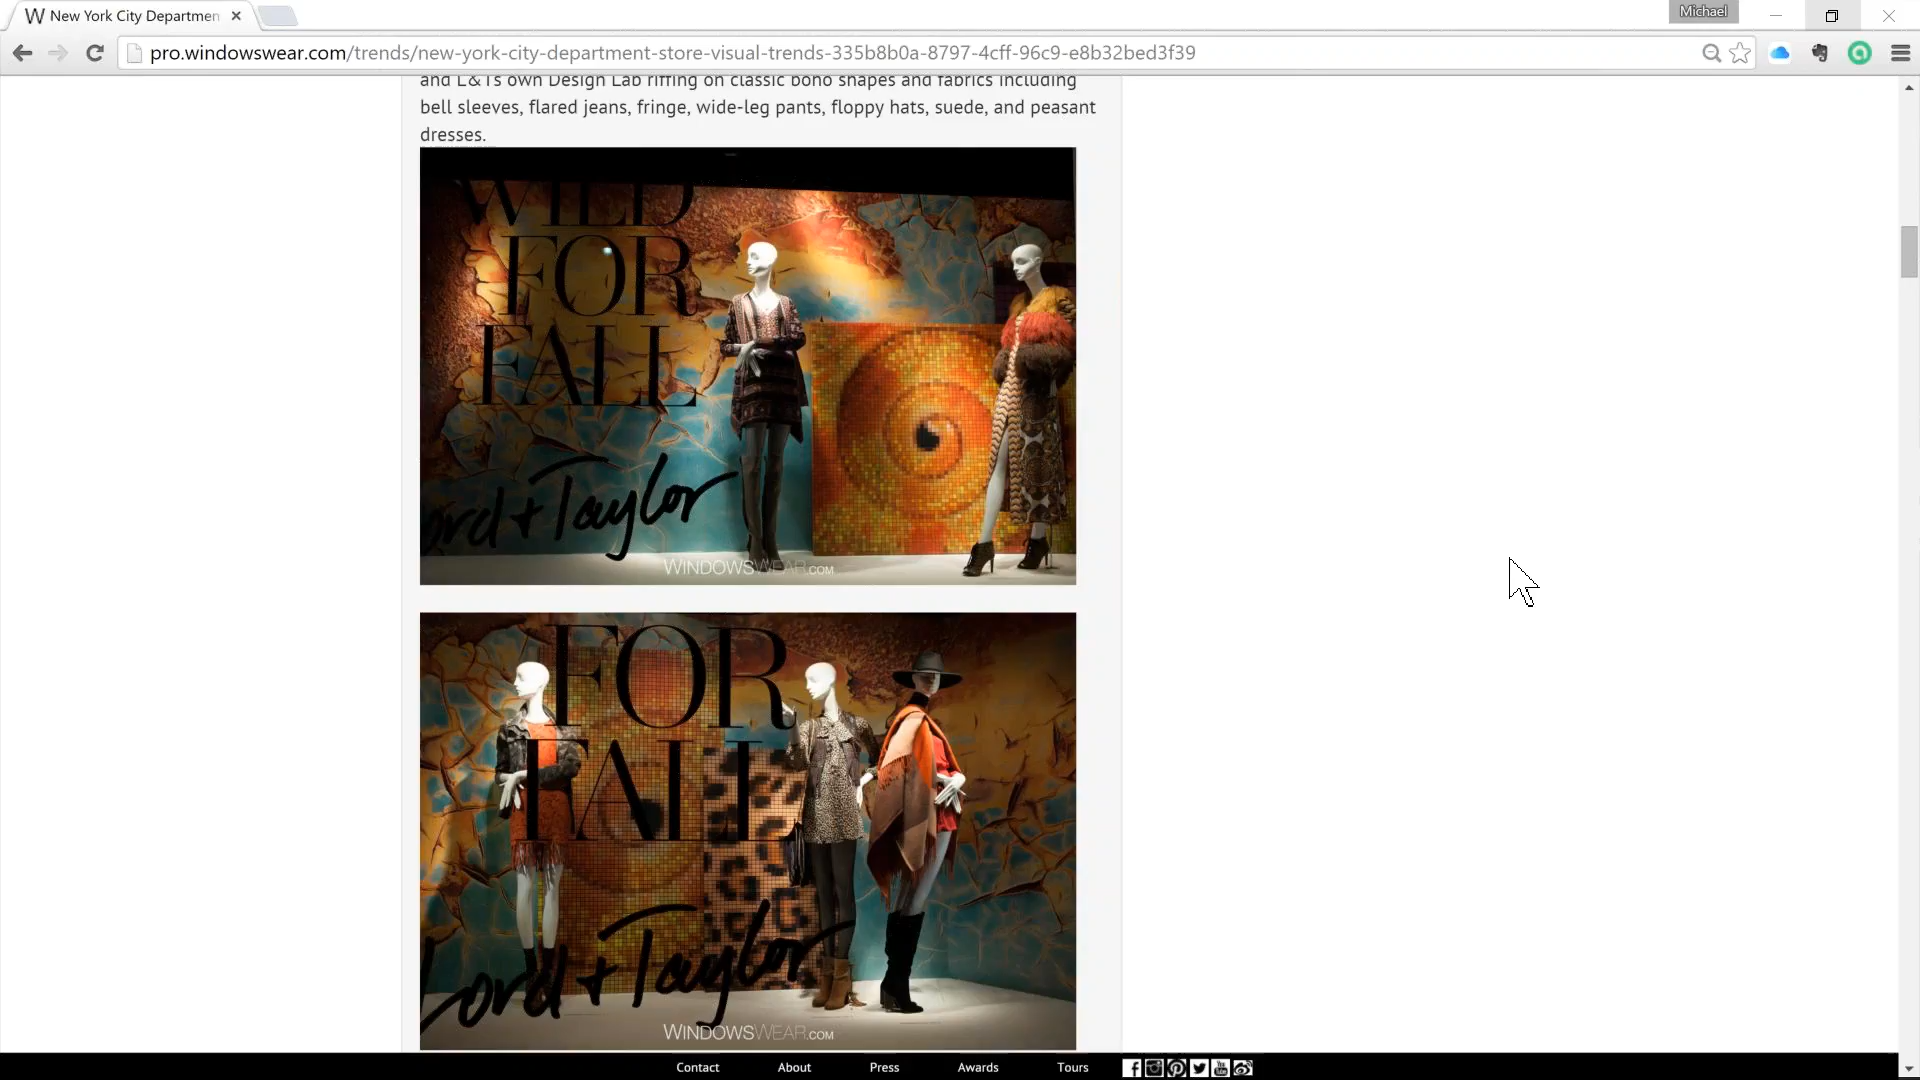 New York City Departmen
Michael
pro.windowswear.com/trends/new-york-city-department-store-visual-trends-335b8b0a-8797-4cff-96c9-e8b32bed3f39
and L&T's own Design Lab riffing on classic boho shapes and fabrics including
bell sleeves, flared jeans, fringe, wide-leg pants, floppy hats, suede, and peasant
dresses.
WILD
FOR
FALL
Lord + Taylor
WINDOWSWEAR.COM
FOR
FALL
Lord + Taylor
WINDOWSWEAR.COM
Contact About Press Awards Tours